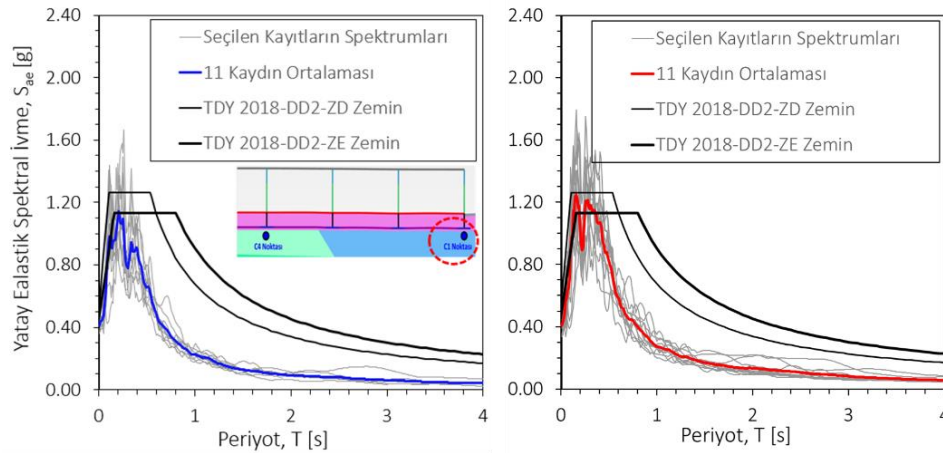 2.40
2.00
1.60
1.20
0.80
0.40
0.00
Yatay Ealastik Spektral İvme, Sae [g]
Seçilen Kayıtların Spektrumları
11 Kaydın Ortalaması
TDY 2018-DD2-ZD Zemin
TDY 2018-DD2-ZE Zemin
C4 Noktası
C1 Noktası
0 1 2 3 4
Periyot, T [s]
2.40
2.00
1.60
1.20
0.80
0.40
0.00
Seçilen Kayıtların Spektrumları
11 Kaydın Ortalaması
TDY 2018-DD2-ZD Zemin
TDY 2018-DD2-ZE Zemin
0 1 2 3 4
Periyot, T [s]